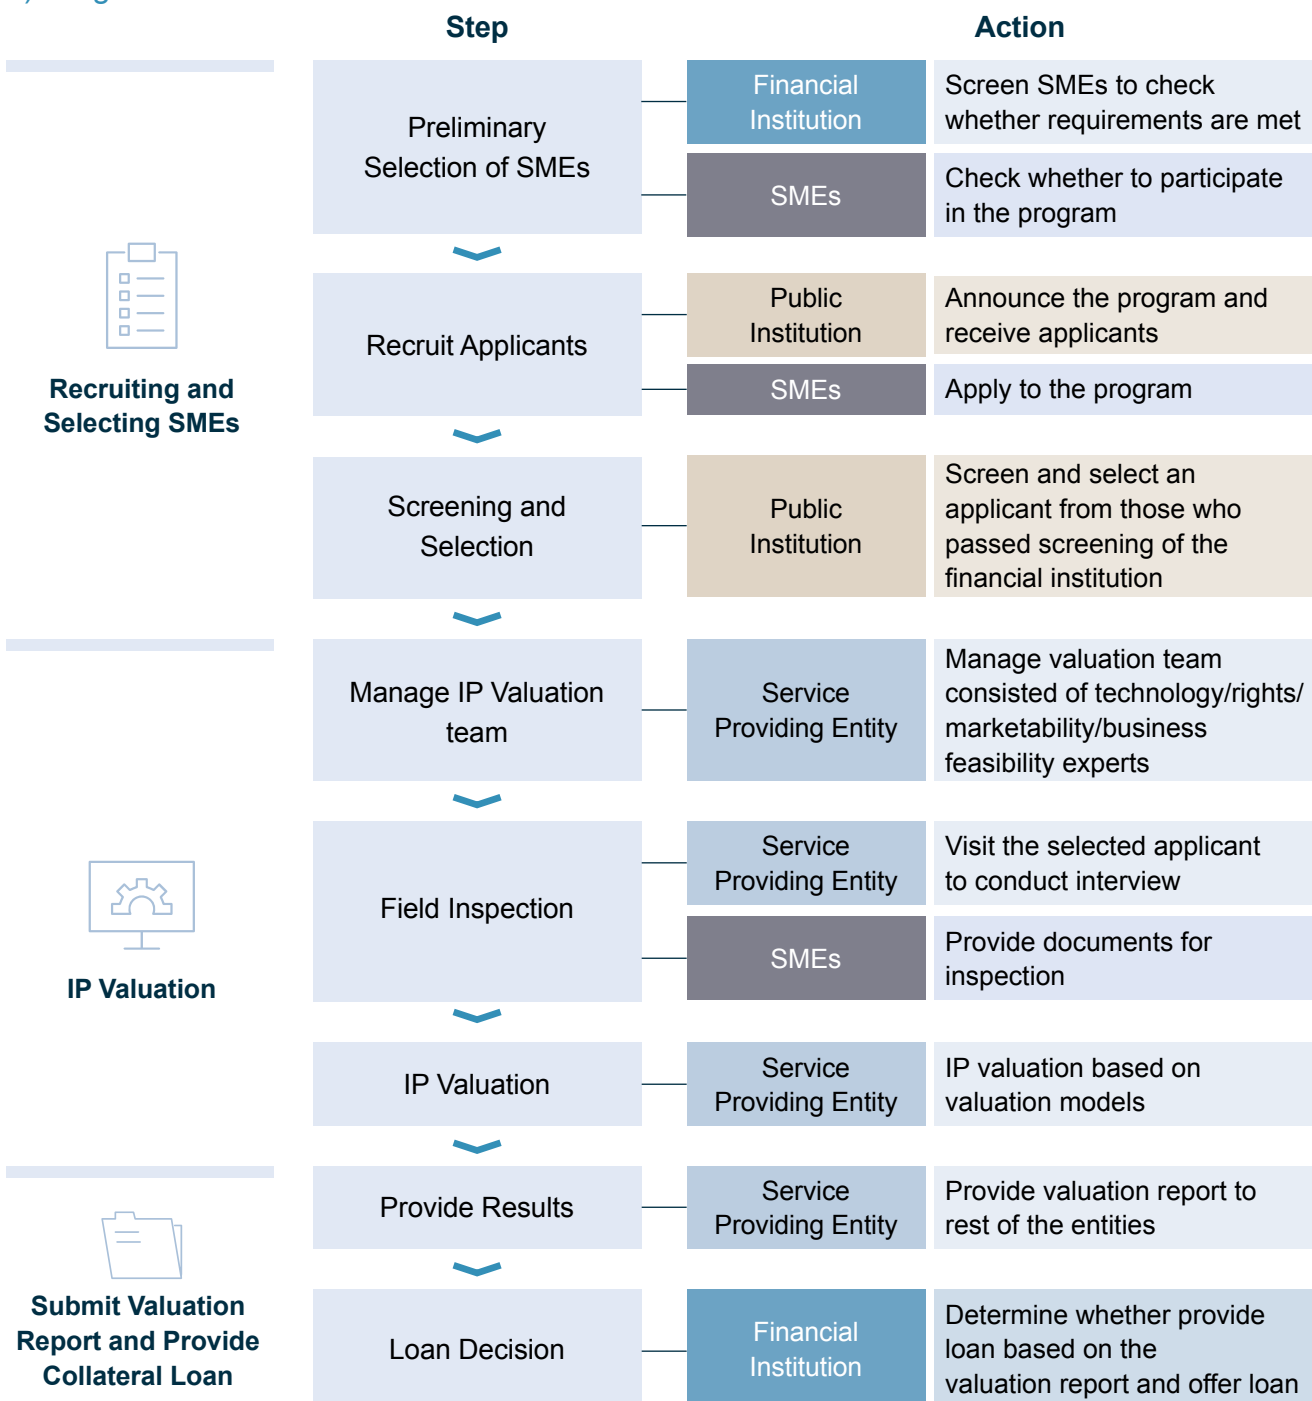 Step
Action
Preliminary
Selection of SMEs
Financial
Institution
Screen SMEs to check
whether requirements are met
SMEs
Check whether to participate
in the program
Recruiting and
Selecting SMEs
Recruit Applicants
Public
Institution
Announce the program and
receive applicants
SMEs
Apply to the program
Screening and
Selection
Public
Institution
Screen and select an
applicant from those who
passed screening of the
financial institution
Manage IP Valuation
team
Service
Providing Entity
Manage valuation team
consisted of technology/rights/
marketability/business
feasibility experts
IP Valuation
Field Inspection
Service
Providing Entity
Visit the selected applicant
to conduct interview
SMEs
Provide documents for
inspection
IP Valuation
Service
Providing Entity
IP valuation based on
valuation models
Submit Valuation
Report and Provide
Collateral Loan
Provide Results
Service
Providing Entity
Provide valuation report to
rest of the entities
Loan Decision
Financial
Institution
Determine whether provide
loan based on the
valuation report and offer loan